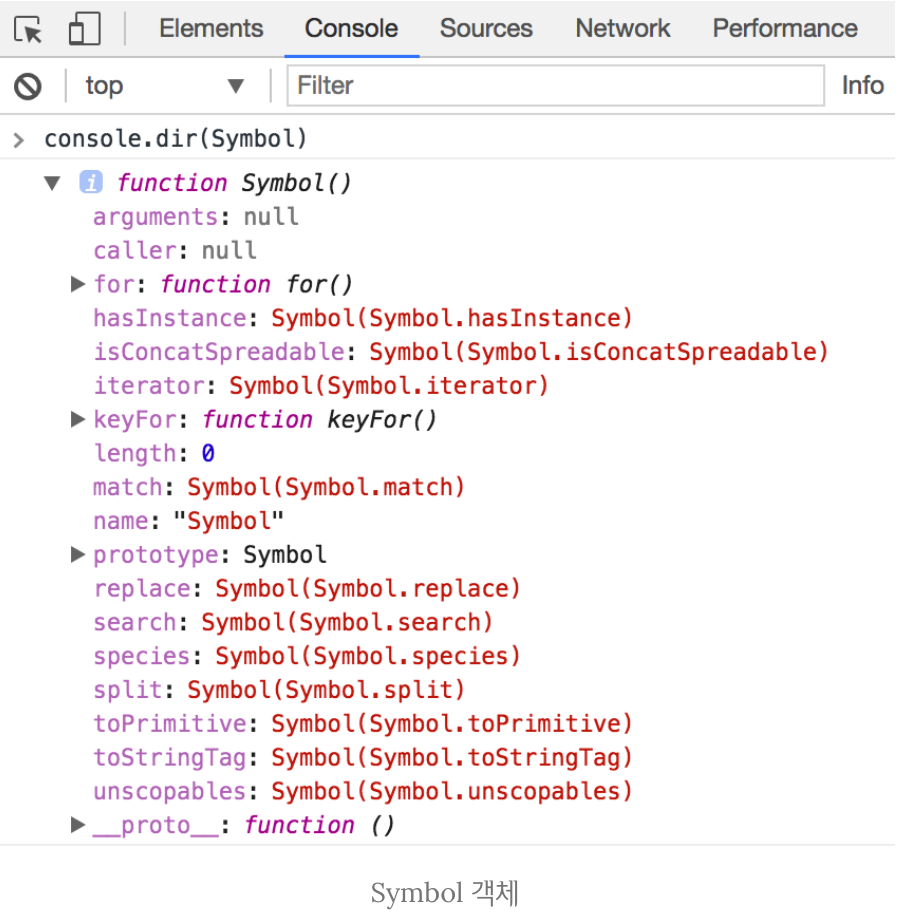 Elements Console Sources Network Performance
top ▼ Filter Info
> console.dir(Symbol)
▼ i function Symbol()
arguments: null
caller: null
▶ for: function for()
hasInstance: Symbol(Symbol.hasInstance)
isConcatSpreadable: Symbol(Symbol.isConcatSpreadable)
iterator: Symbol(Symbol.iterator)
▶ keyFor: function keyFor()
length: 0
match: Symbol(Symbol.match)
name: "Symbol"
▶ prototype: Symbol
replace: Symbol(Symbol.replace)
search: Symbol(Symbol.search)
species: Symbol(Symbol.species)
split: Symbol(Symbol.split)
toPrimitive: Symbol(Symbol.toPrimitive)
toStringTag: Symbol(Symbol.toStringTag)
unscopables: Symbol(Symbol.unscopables)
▶ __proto__: function ()
Symbol 객체